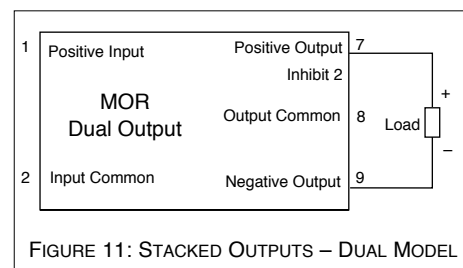 1 Positive Input Positive Output 7
Inhibit 2
MOR
Dual Output
Output Common 8 Load
+
–
2 Input Common Negative Output 9
FIGURE 11: STACKED OUTPUTS – DUAL MODEL